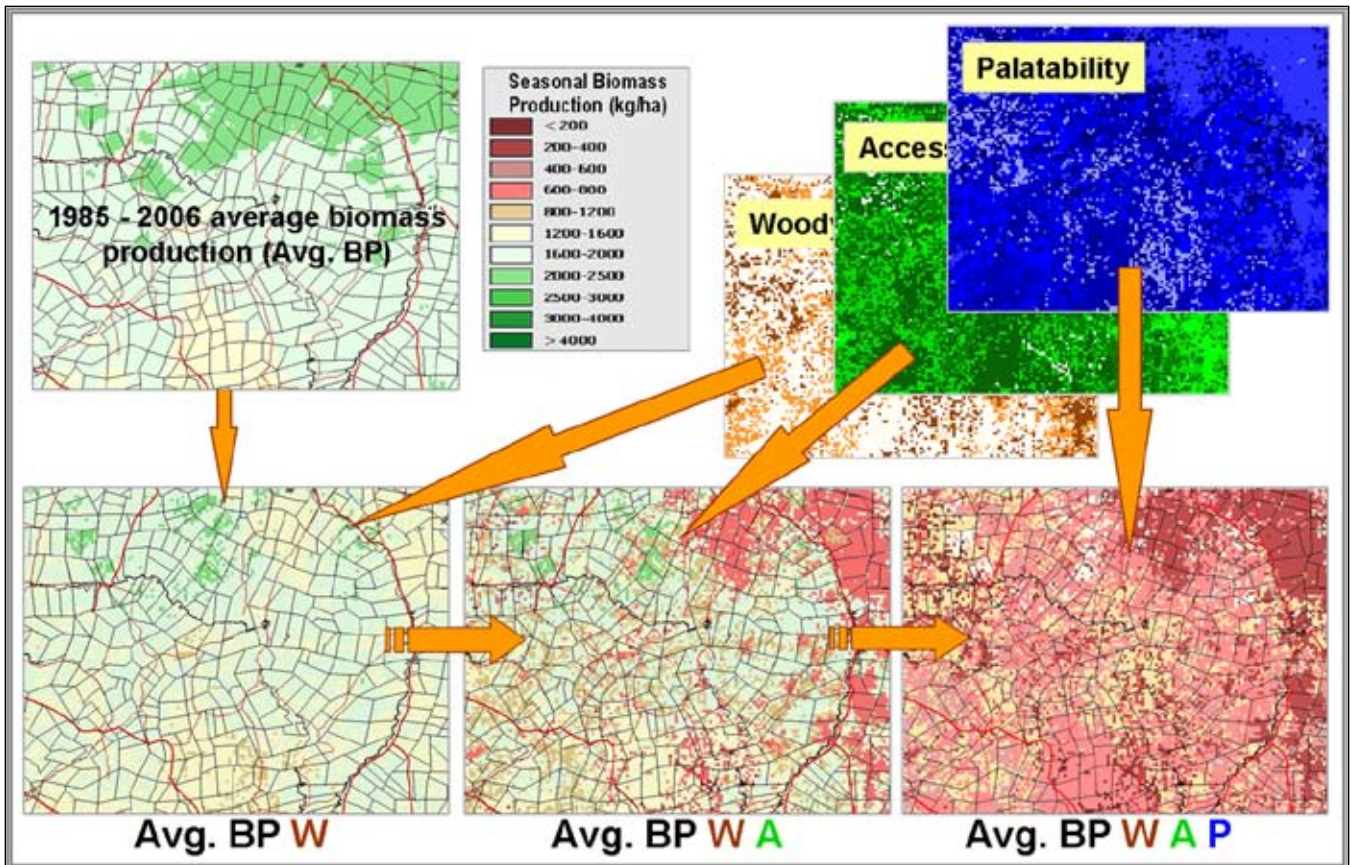 1985 - 2006 average biomass
production (Avg. BP)
Seasonal Biomass
Production (kg/ha)
< 200
200-400
400-600
600-800
800-1200
1200-1600
1600-2000
2000-2500
2500-3000
3000-4000
> 4000
Woody
Acces
Palatability
Avg. BP W
Avg. BP W A
Avg. BP W A P